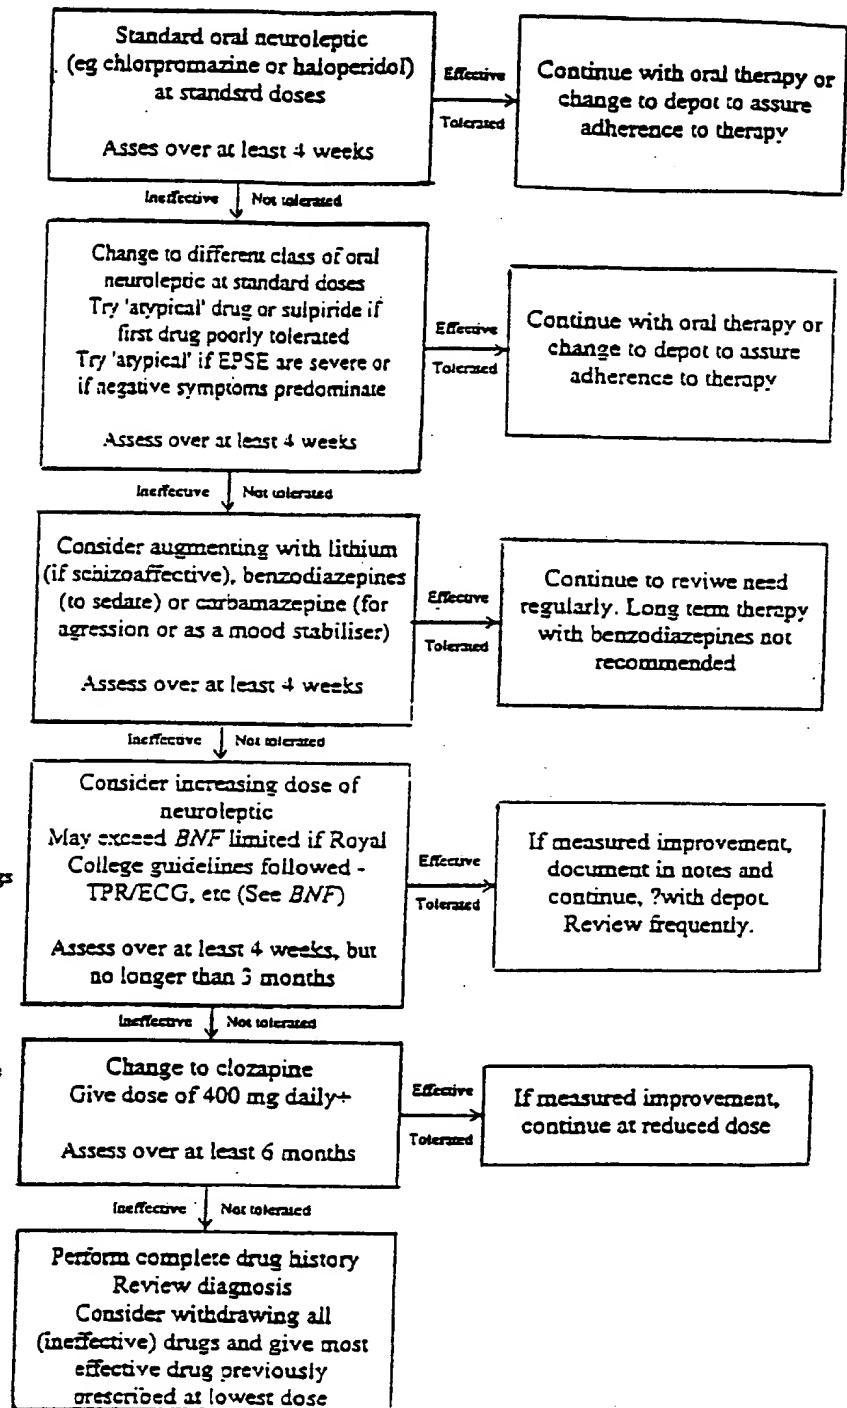 Standard oral neuroleptic
(eg chlorpromazine or haloperidol)
at standsrd doses
Asses over at least 4 weeks
Effective
Tolerated
Continue with oral therapy or
change to depot to assure
adherence to therapy
Ineffective Not tolerated
Change to different class of oral
neuroleptic at standard doses
Try 'atypical' drug or sulpiride if
first drug poorly tolerated
Try 'atypical' if EPSE are severe or
if negative symptoms predominate
Assess over at least 4 weeks
Effective
Tolerated
Continue with oral therapy or
change to depot to assure
adherence to therapy
Ineffective Not tolerated
Consider augmenting with lithium
(if schizoaffective), benzodiazepines
(to sedate) or carbamazepine (for
agression or as a mood stabiliser)
Assess over at least 4 weeks
Effective
Tolerated
Continue to reviwe need
regularly. Long term therapy
with benzodiazepines not
recommended
Ineffective Not tolerated
Consider increasing dose of
neuroleptic
May exceed BNF limited if Royal
College guidelines followed -
TPR/ECG, etc (See BNF)
Assess over at least 4 weeks, but
no longer than 3 months
Effective
Tolerated
If measured improvement,
document in notes and
continue, ?with depot.
Review frequently.
Ineffective Not tolerated
Change to clozapine
Give dose of 400 mg daily+
Assess over at least 6 months
Effective
Tolerated
If measured improvement,
continue at reduced dose
Ineffective Not tolerated
Perform complete drug history
Review diagnosis
Consider withdrawing all
(ineffective) drugs and give most
effective drug previously
prescribed at lowest dose